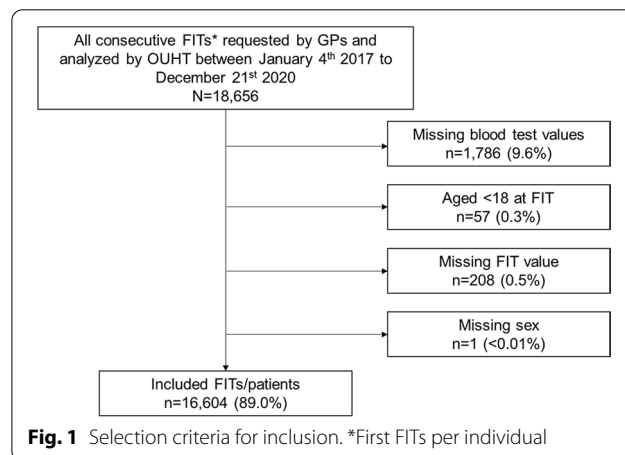 All consecutive FITs* requested by GPs and
analyzed by OUHT between January 4th 2017 to
December 21st 2020
N=18,656
Missing blood test values
n=1,786 (9.6%)
Aged <18 at FIT
n=57 (0.3%)
Missing FIT value
n=208 (0.5%)
Missing sex
n=1 (<0.01%)
Included FITs/patients
n=16,604 (89.0%)
Fig. 1 Selection criteria for inclusion. *First FITs per individual